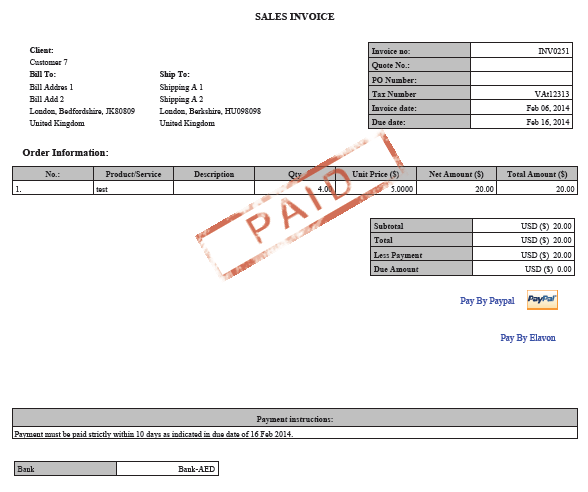 SALES INVOICE
Client:
Customer 7
Bill To: Ship To:
Bill Addres 1 Shipping A 1
Bill Add 2 Shipping A 2
London, Bedfordshire, JK80809 London, Berkshire, HU098098
United Kingdom United Kingdom
Invoice no: INV0251
Quote No.:
PO Number:
Tax Number VAt12313
Invoice date: Feb 06, 2014
Due date: Feb 16, 2014
Order Information:
No.: Product/Service Description Qty Unit Price ($) Net Amount ($) Total Amount ($)
1. test 4.00 5.0000 20.00 20.00
PAID
Subtotal USD ($) 20.00
Total USD ($) 20.00
Less Payment USD ($) 20.00
Due Amount USD ($) 0.00
Pay By Paypal PayPal
Pay By Elavon
Payment instructions:
Payment must be paid strictly within 10 days as indicated in due date of 16 Feb 2014.
Bank Bank-AED